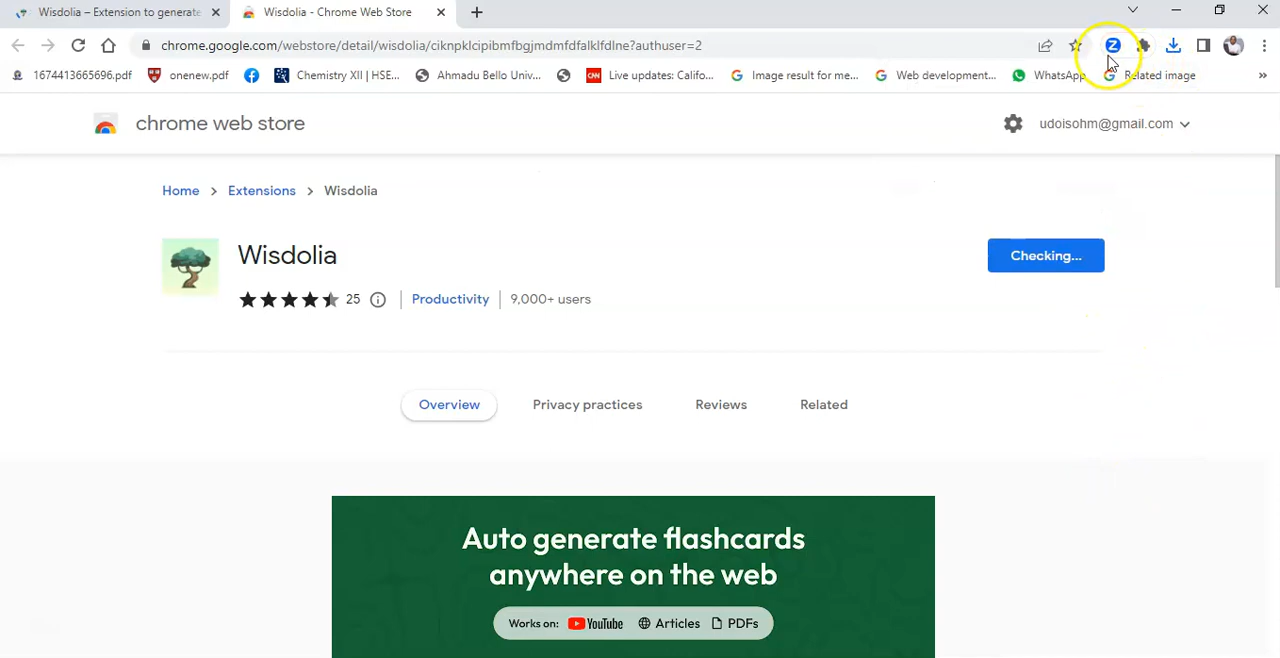 Wisdolia – Extension to generate
Wisdolia - Chrome Web Store
chrome.google.com/webstore/detail/wisdolia/ciknpklcipibmfbgjmdmfdfalklfdlne?authuser=2
Z
1674413665696.pdf
onenew.pdf
Chemistry XII | HSE...
Ahmadu Bello Univ...
CNN Live updates: Califo...
Image result for me...
Web development...
WhatsApp
Related image
chrome web store
udoisohm@gmail.com
Home > Extensions > Wisdolia
Wisdolia
Checking...
25 | Productivity | 9,000+ users
Overview
Privacy practices
Reviews
Related
Auto generate flashcards
anywhere on the web
Works on: YouTube Articles PDFs